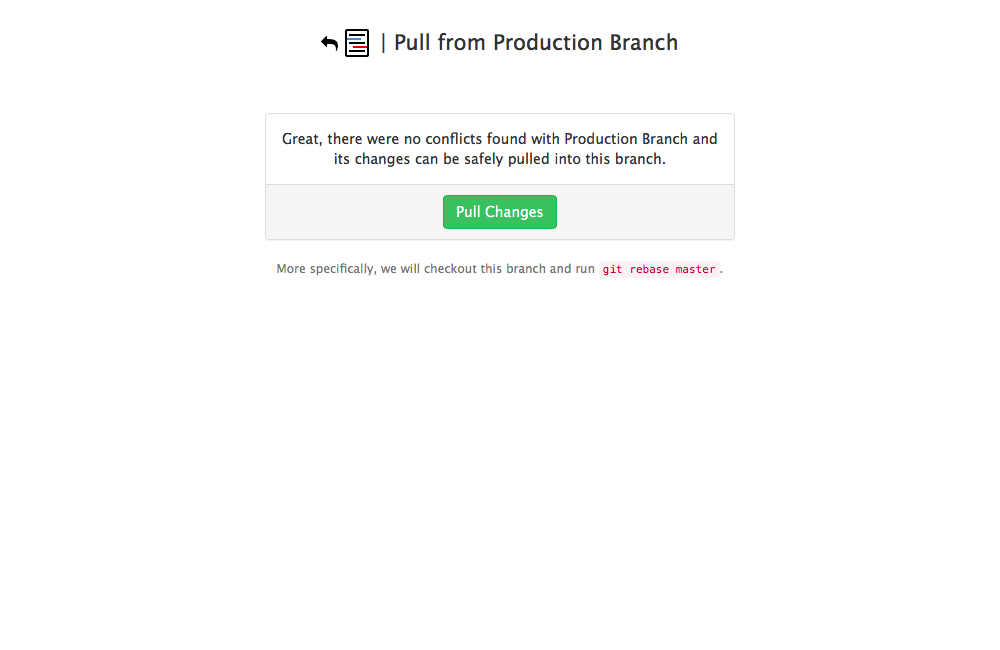 | Pull from Production Branch
Great, there were no conflicts found with Production Branch and
its changes can be safely pulled into this branch.
Pull Changes
More specifically, we will checkout this branch and run git rebase master.